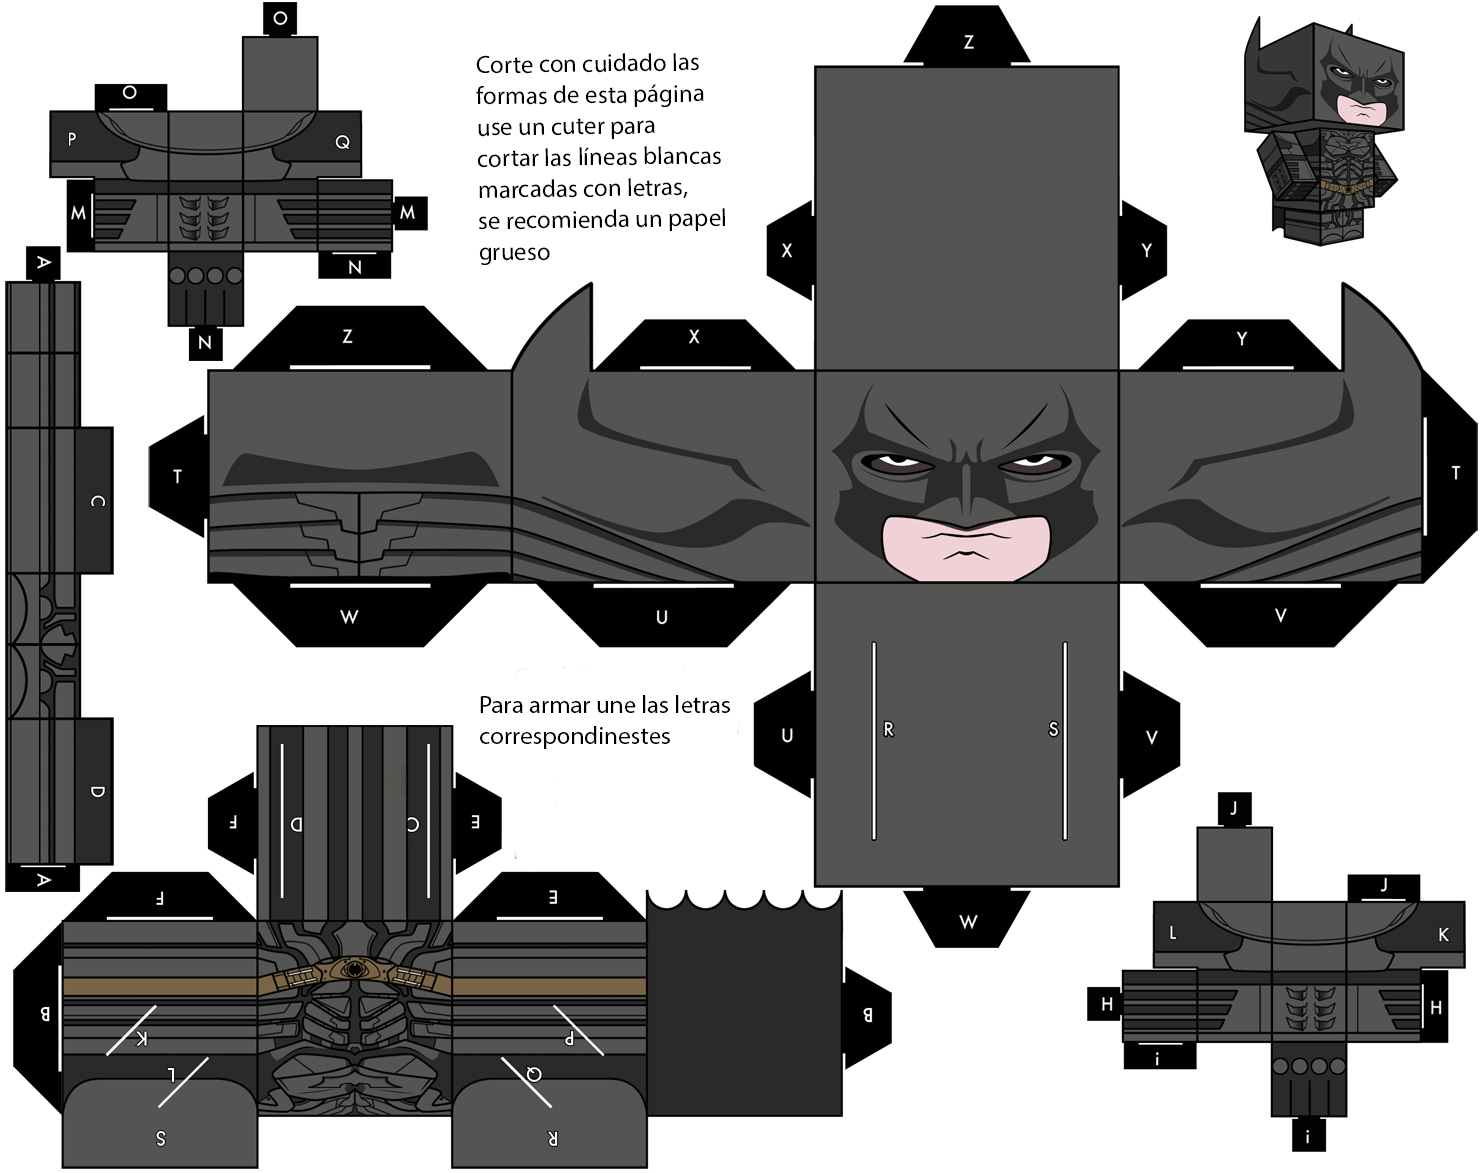 O
Z
O
Corte con cuidado las
formas de esta página
use un cuter para
cortar las líneas blancas
marcadas con letras,
se recomienda un papel
grueso
P
Q
M
M
N
N
A
X
Y
Z
X
Y
C
T
T
W
U
V
Para armar une las letras
correspondinestes
U
R
S
V
D
A
F
D
C
E
W
J
J
F
E
L
K
B
K
P
B
H
H
L
Q
i
S
R
i